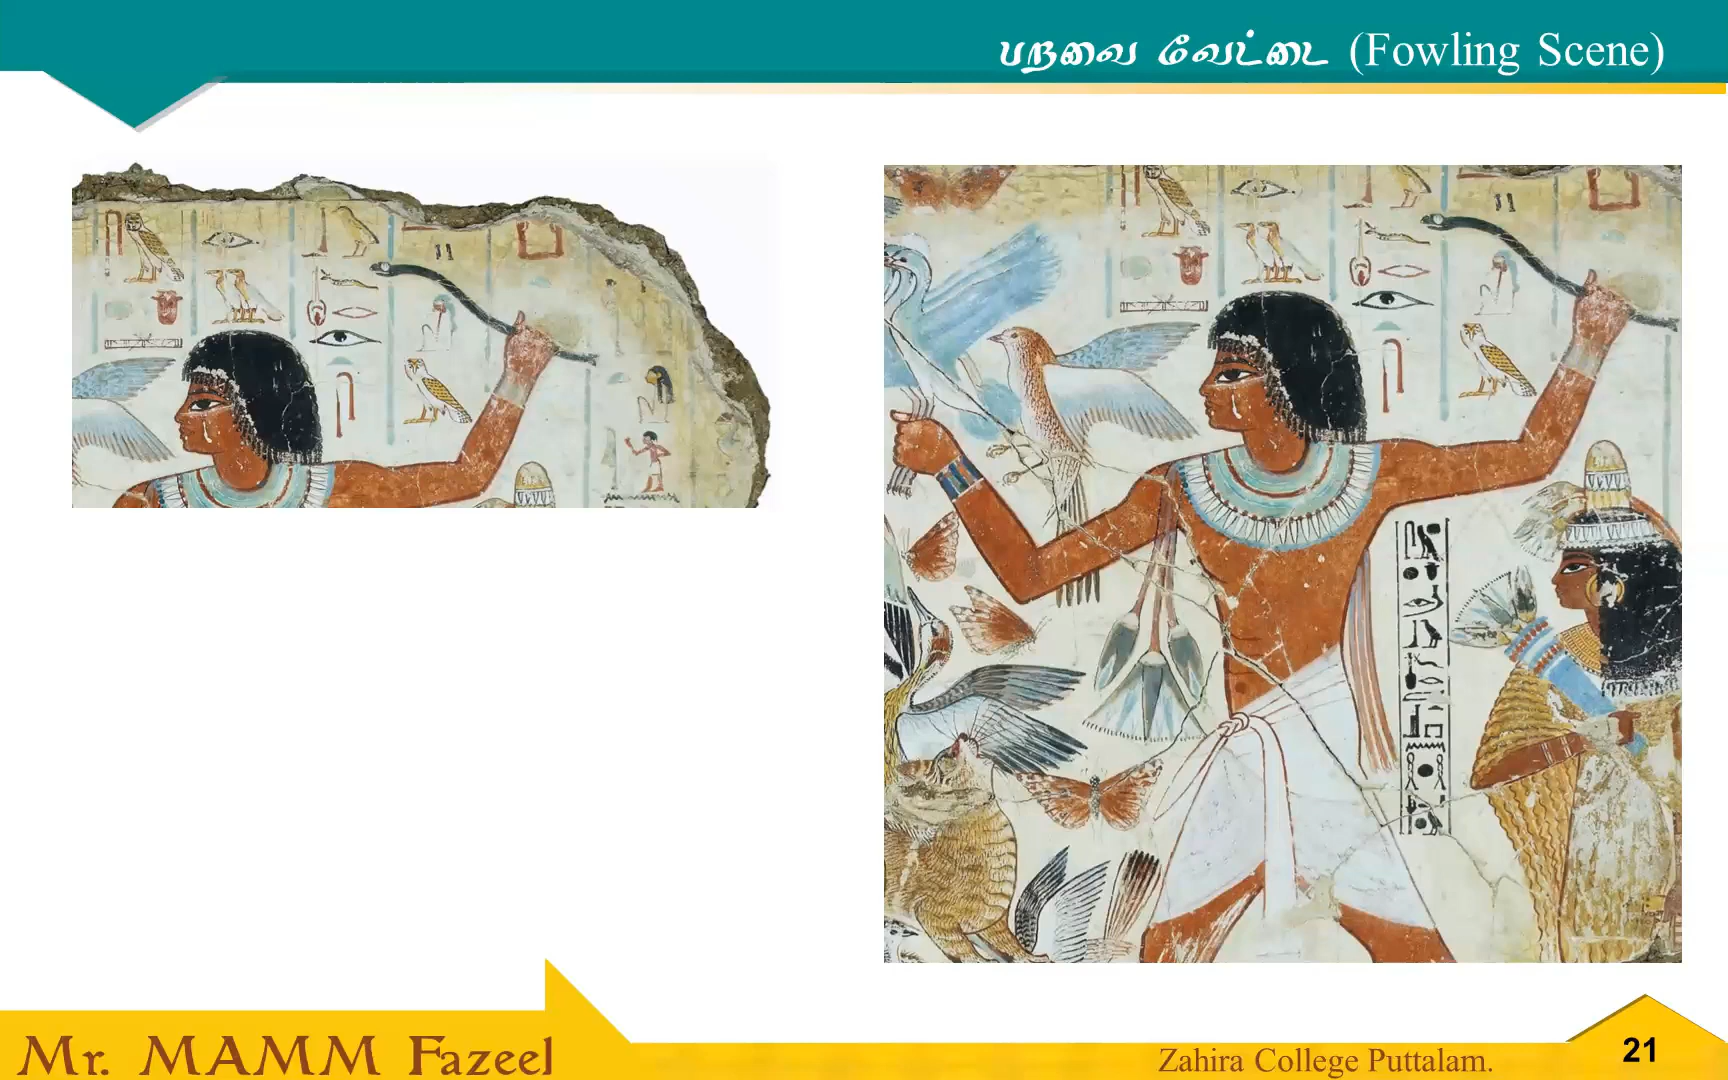 பறவை வேட்டை (Fowling Scene)
Mr. MAMM Fazeel
Zahira College Puttalam.
21